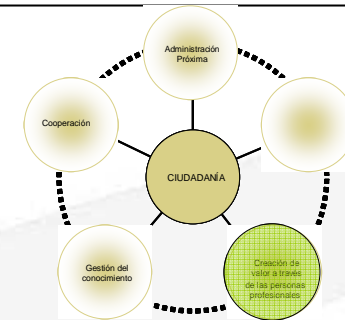 Administración
Próxima
Cooperación
CIUDADANÍA
Gestión del
conocimiento
Creación de
valor a través
de las personas
profesionales